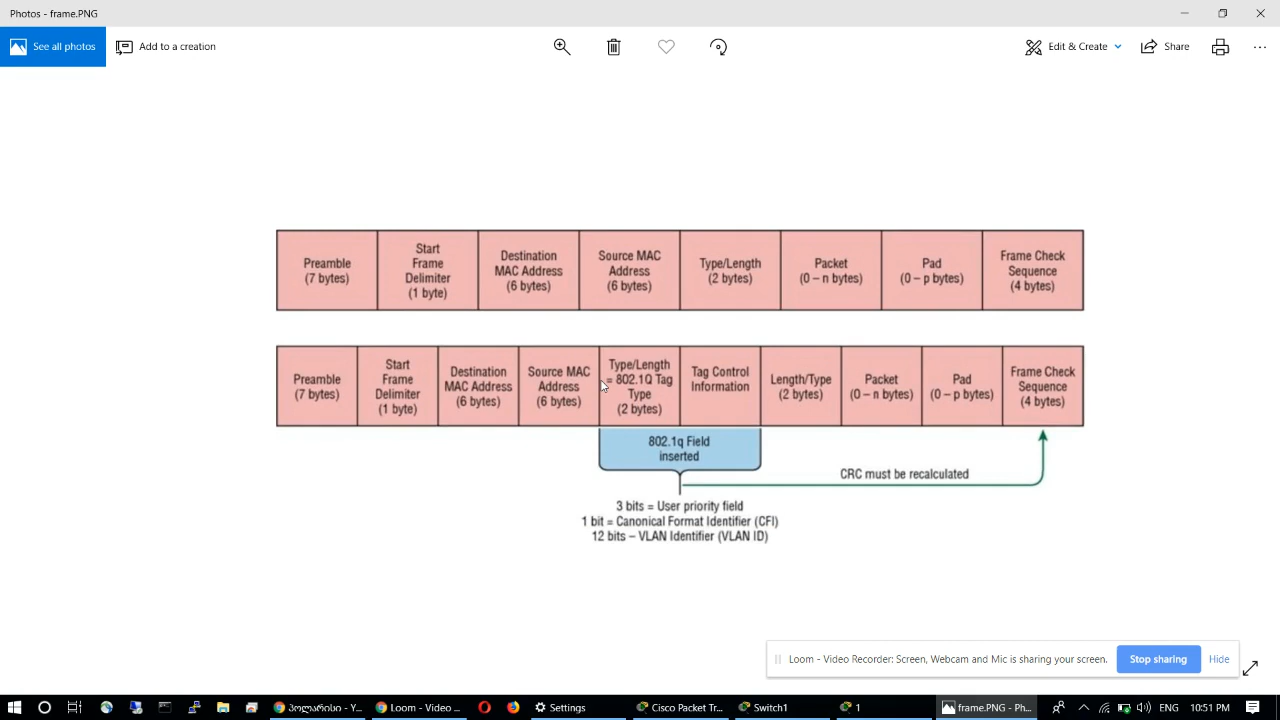 Photos - frame.PNG
See all photos
Add to a creation
Edit & Create
Share
Preamble
(7 bytes)
Start
Frame
Delimiter
(1 byte)
Destination
MAC Address
(6 bytes)
Source MAC
Address
(6 bytes)
Type/Length
(2 bytes)
Packet
(0 – n bytes)
Pad
(0 – p bytes)
Frame Check
Sequence
(4 bytes)
Preamble
(7 bytes)
Start
Frame
Delimiter
(1 byte)
Destination
MAC Address
(6 bytes)
Source MAC
Address
(6 bytes)
Type/Length
= 802.1Q Tag
Type
(2 bytes)
Tag Control
Information
Length/Type
(2 bytes)
Packet
(0 – n bytes)
Pad
(0 – p bytes)
Frame Check
Sequence
(4 bytes)
802.1q Field
inserted
CRC must be recalculated
3 bits = User priority field
1 bit = Canonical Format Identifier (CFI)
12 bits – VLAN Identifier (VLAN ID)
Loom - Video Recorder: Screen, Webcam and Mic is sharing your screen.
Stop sharing
Hide
პოლარისი - Y...
Loom - Video ...
Settings
Cisco Packet Tr...
Switch1
1
frame.PNG - Ph...
ENG
10:51 PM